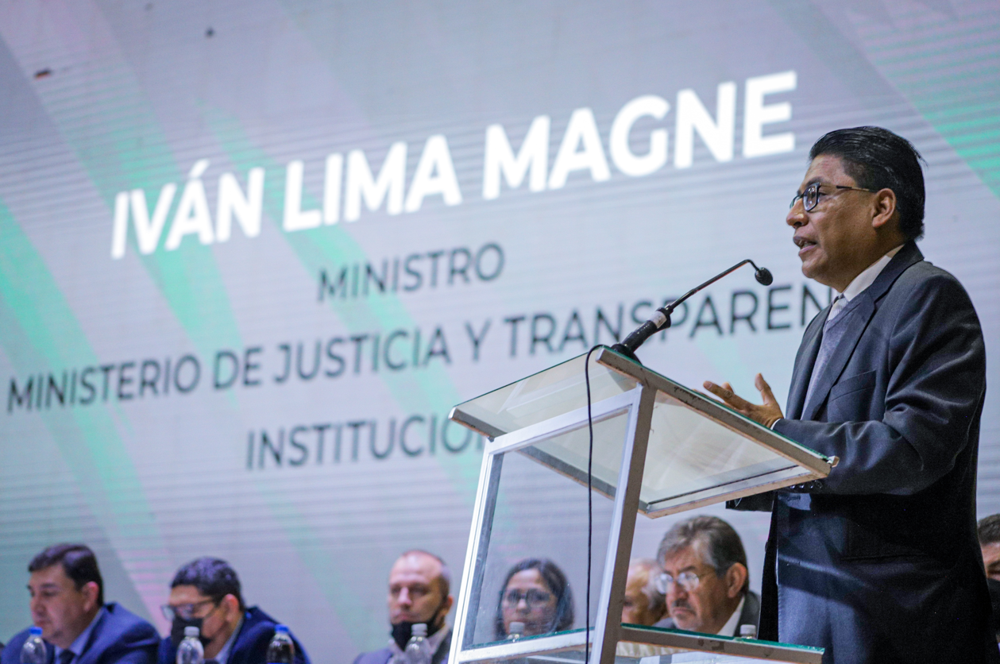 IVÁN LIMA MAGNE
MINISTRO
MINISTERIO DE JUSTICIA Y TRANSPAREN
INSTITUCIO